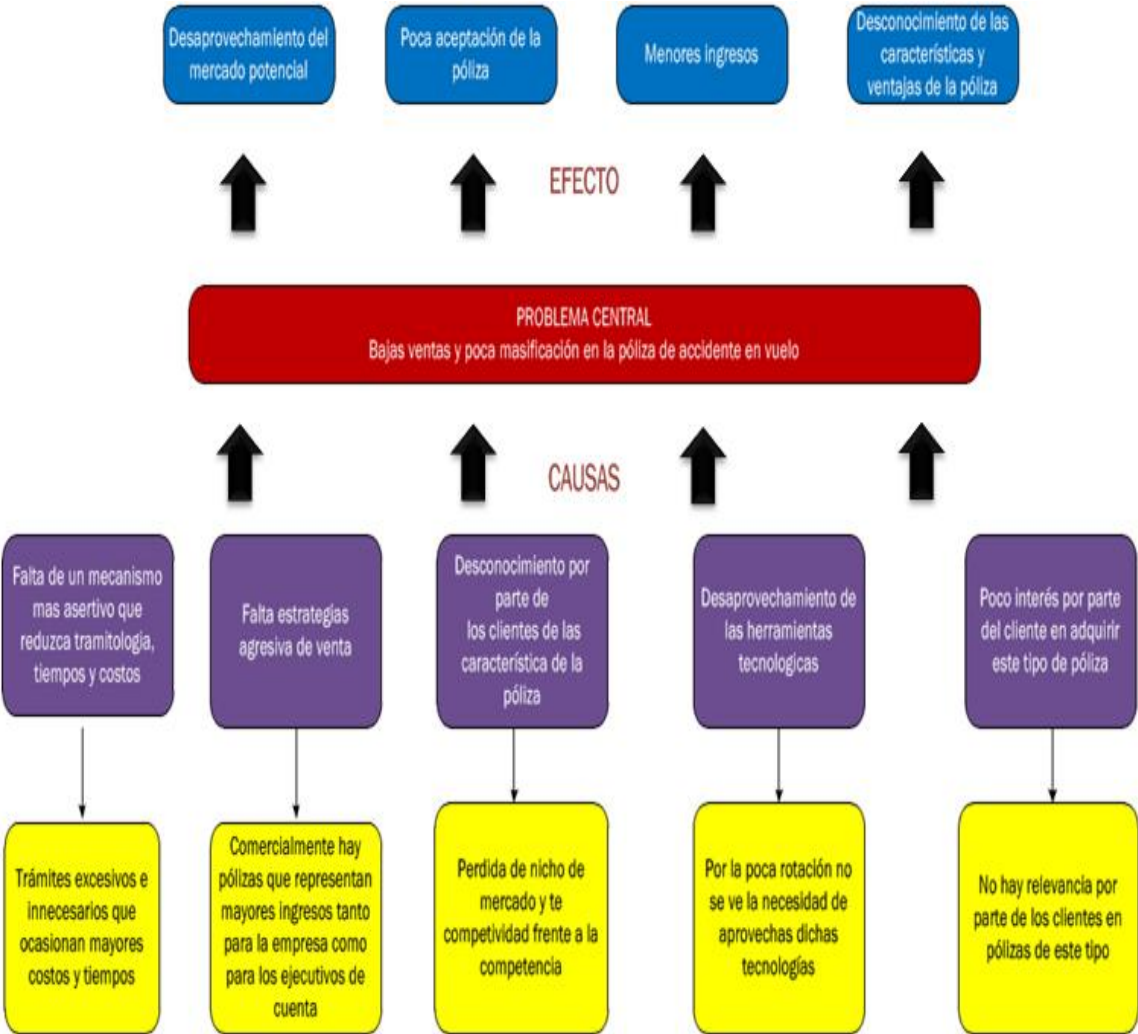 Desaprovechamiento del
mercado potencial
Poca aceptación de la
póliza
Menores ingresos
Desconocimiento de las
características y
ventajas de la póliza
EFECTO
PROBLEMA CENTRAL
Bajas ventas y poca masificación en la póliza de accidente en vuelo
CAUSAS
Falta de un mecanismo
mas asertivo que
reduzca tramitologia,
tiempos y costos
Falta estrategias
agresiva de venta
Desconocimiento por
parte de
los clientes de las
característica de la
póliza
Desaprovechamiento de
las herramientas
tecnologicas
Poco interés por parte
del cliente en adquirir
este tipo de póliza
Trámites excesivos e
innecesarios que
ocasionan mayores
costos y tiempos
Comercialmente hay
pólizas que representan
mayores ingresos tanto
para la empresa como
para los ejecutivos de
cuenta
Perdida de nicho de
mercado y te
competividad frente a la
competencia
Por la poca rotación no
se ve la necesidad de
aprovechas dichas
tecnologías
No hay relevancia por
parte de los clientes en
pólizas de este tipo